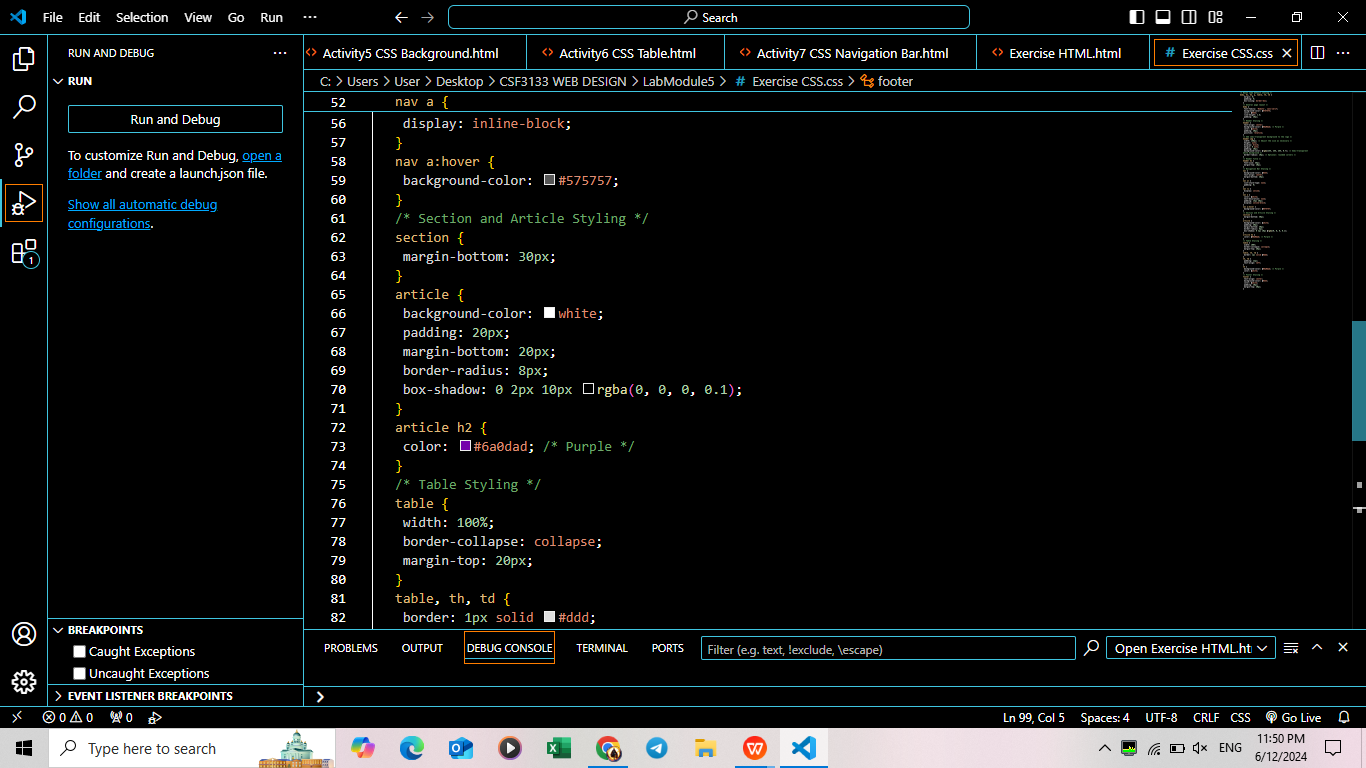 File Edit Selection View Go Run ··· Search
RUN AND DEBUG ···
Activity5 CSS Background.html Activity6 CSS Table.html Activity7 CSS Navigation Bar.html Exercise HTML.html # Exercise CSS.css
C: > Users > User > Desktop > CSF3133 WEB DESIGN > LabModule5 > # Exercise CSS.css > footer
RUN
Run and Debug
To customize Run and Debug, open a
folder and create a launch.json file.
Show all automatic debug
configurations.
1
52 nav a {
56 display: inline-block;
57 }
58 nav a:hover {
59 background-color: #575757;
60 }
61 /* Section and Article Styling */
62 section {
63 margin-bottom: 30px;
64 }
65 article {
66 background-color: white;
67 padding: 20px;
68 margin-bottom: 20px;
69 border-radius: 8px;
70 box-shadow: 0 2px 10px rgba(0, 0, 0, 0.1);
71 }
72 article h2 {
73 color: #6a0dad; /* Purple */
74 }
75 /* Table Styling */
76 table {
77 width: 100%;
78 border-collapse: collapse;
79 margin-top: 20px;
80 }
81 table, th, td {
82 border: 1px solid #ddd;
BREAKPOINTS
Caught Exceptions
Uncaught Exceptions
EVENT LISTENER BREAKPOINTS
PROBLEMS OUTPUT DEBUG CONSOLE TERMINAL PORTS Filter (e.g. text, !exclude, \escape) Open Exercise HTML.ht
>
0 0 0 Ln 99, Col 5 Spaces: 4 UTF-8 CRLF CSS Go Live
Type here to search ENG 11:50 PM
6/12/2024